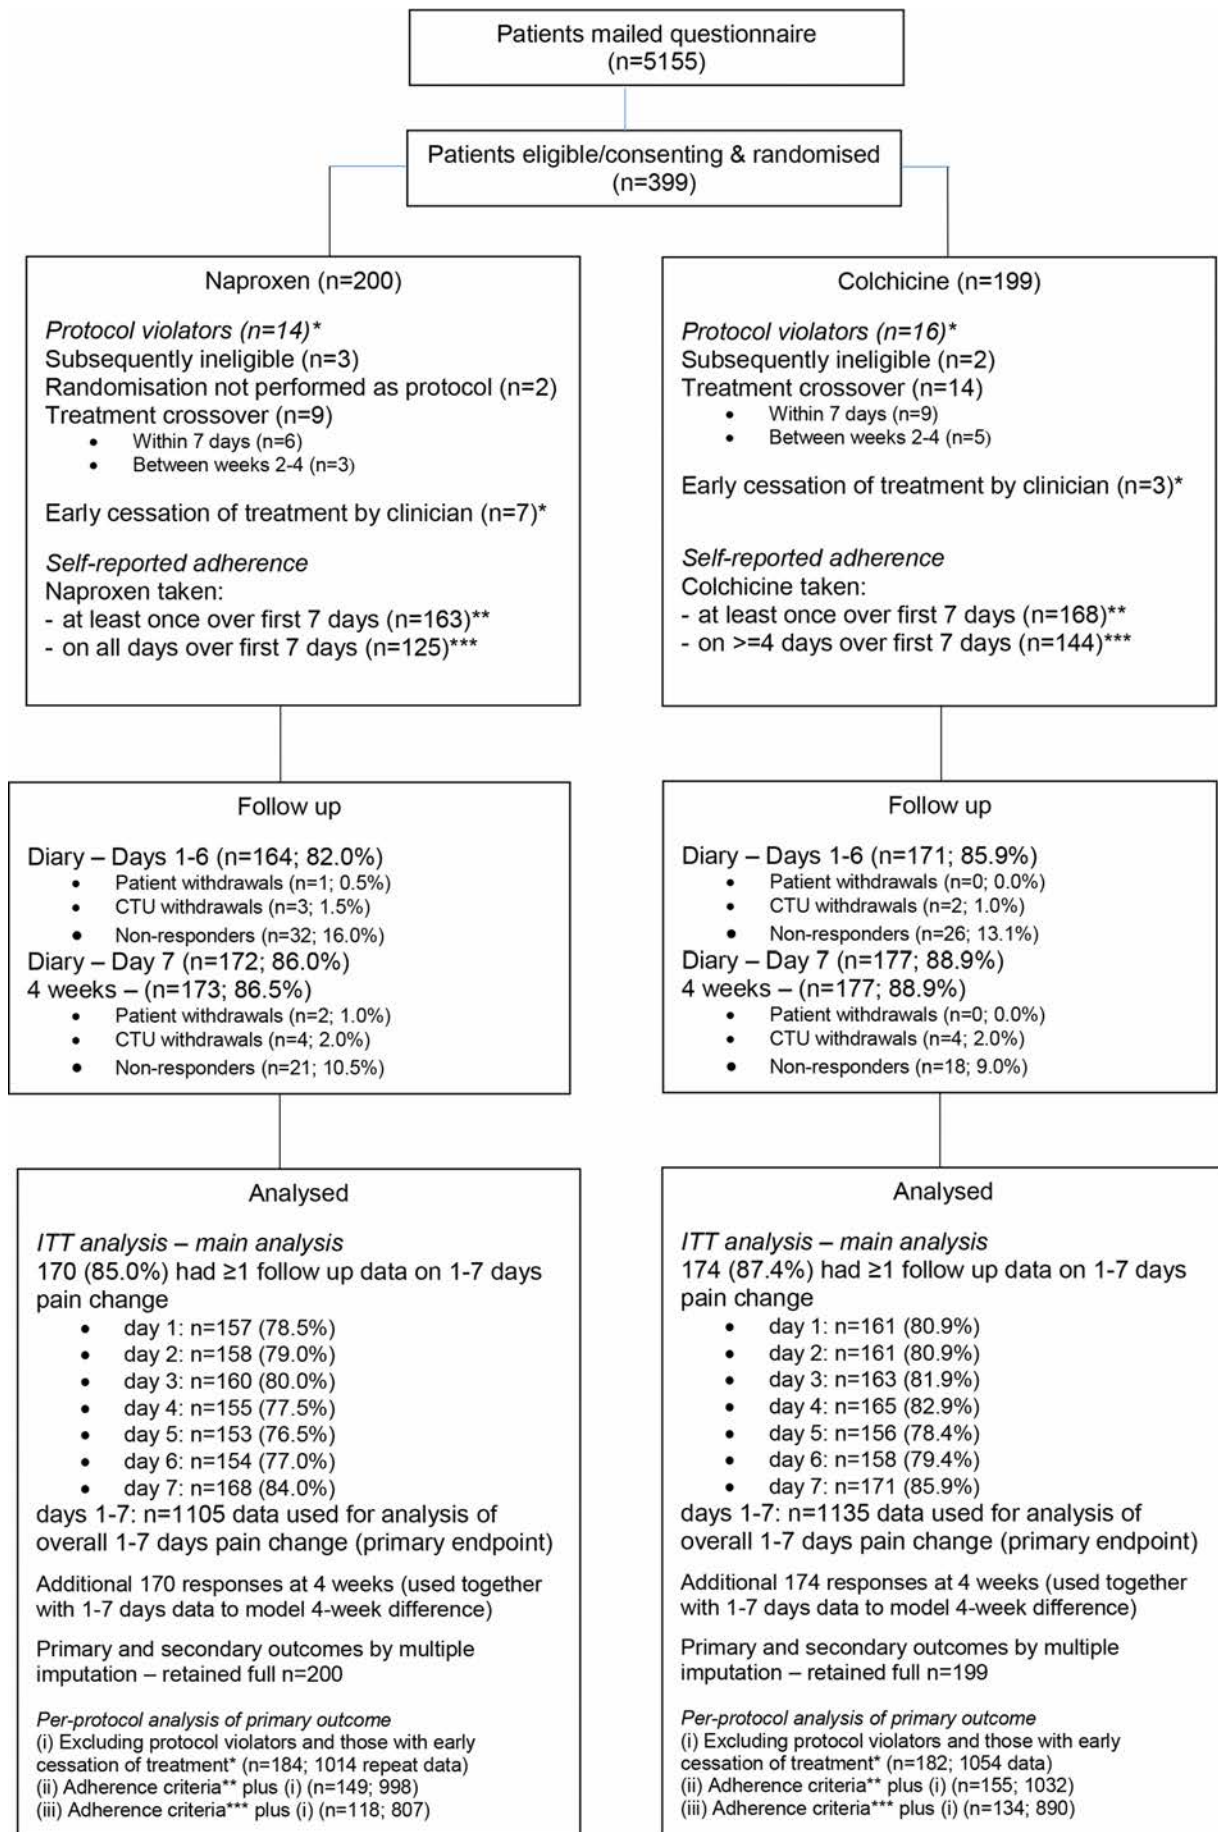 Patients mailed questionnaire
(n=5155)
Patients eligible/consenting & randomised
(n=399)
Naproxen (n=200)
Protocol violators (n=14)*
Subsequently ineligible (n=3)
Randomisation not performed as protocol (n=2)
Treatment crossover (n=9)
• Within 7 days (n=6)
• Between weeks 2-4 (n=3)
Early cessation of treatment by clinician (n=7)*
Self-reported adherence
Naproxen taken:
- at least once over first 7 days (n=163)**
- on all days over first 7 days (n=125)***
Colchicine (n=199)
Protocol violators (n=16)*
Subsequently ineligible (n=2)
Treatment crossover (n=14)
• Within 7 days (n=9)
• Between weeks 2-4 (n=5)
Early cessation of treatment by clinician (n=3)*
Self-reported adherence
Colchicine taken:
- at least once over first 7 days (n=168)**
- on >=4 days over first 7 days (n=144)***
Follow up
Diary – Days 1-6 (n=164; 82.0%)
• Patient withdrawals (n=1; 0.5%)
• CTU withdrawals (n=3; 1.5%)
• Non-responders (n=32; 16.0%)
Diary – Day 7 (n=172; 86.0%)
4 weeks – (n=173; 86.5%)
• Patient withdrawals (n=2; 1.0%)
• CTU withdrawals (n=4; 2.0%)
• Non-responders (n=21; 10.5%)
Follow up
Diary – Days 1-6 (n=171; 85.9%)
• Patient withdrawals (n=0; 0.0%)
• CTU withdrawals (n=2; 1.0%)
• Non-responders (n=26; 13.1%)
Diary – Day 7 (n=177; 88.9%)
4 weeks – (n=177; 88.9%)
• Patient withdrawals (n=0; 0.0%)
• CTU withdrawals (n=4; 2.0%)
• Non-responders (n=18; 9.0%)
Analysed
ITT analysis – main analysis
170 (85.0%) had ≥1 follow up data on 1-7 days
pain change
• day 1: n=157 (78.5%)
• day 2: n=158 (79.0%)
• day 3: n=160 (80.0%)
• day 4: n=155 (77.5%)
• day 5: n=153 (76.5%)
• day 6: n=154 (77.0%)
• day 7: n=168 (84.0%)
days 1-7: n=1105 data used for analysis of
overall 1-7 days pain change (primary endpoint)
Additional 170 responses at 4 weeks (used together
with 1-7 days data to model 4-week difference)
Primary and secondary outcomes by multiple
imputation – retained full n=200
Per-protocol analysis of primary outcome
(i) Excluding protocol violators and those with early
cessation of treatment* (n=184; 1014 repeat data)
(ii) Adherence criteria** plus (i) (n=149; 998)
(iii) Adherence criteria*** plus (i) (n=118; 807)
Analysed
ITT analysis – main analysis
174 (87.4%) had ≥1 follow up data on 1-7 days
pain change
• day 1: n=161 (80.9%)
• day 2: n=161 (80.9%)
• day 3: n=163 (81.9%)
• day 4: n=165 (82.9%)
• day 5: n=156 (78.4%)
• day 6: n=158 (79.4%)
• day 7: n=171 (85.9%)
days 1-7: n=1135 data used for analysis of
overall 1-7 days pain change (primary endpoint)
Additional 174 responses at 4 weeks (used together
with 1-7 days data to model 4-week difference)
Primary and secondary outcomes by multiple
imputation – retained full n=199
Per-protocol analysis of primary outcome
(i) Excluding protocol violators and those with early
cessation of treatment* (n=182; 1054 data)
(ii) Adherence criteria** plus (i) (n=155; 1032)
(iii) Adherence criteria*** plus (i) (n=134; 890)